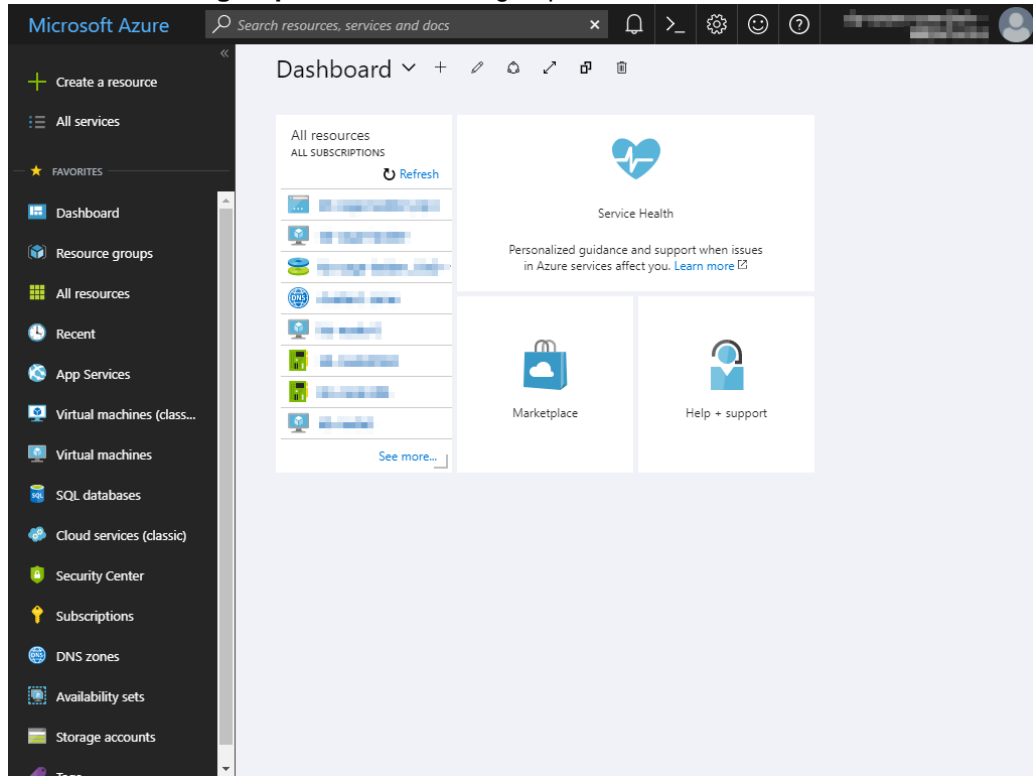 Microsoft Azure
Search resources, services and docs
Create a resource
All services
FAVORITES
Dashboard
Resource groups
All resources
Recent
App Services
Virtual machines (class...
Virtual machines
SQL databases
Cloud services (classic)
Security Center
Subscriptions
DNS zones
Availability sets
Storage accounts
Tags
Dashboard
All resources
ALL SUBSCRIPTIONS
Refresh
See more...
Service Health
Personalized guidance and support when issues
in Azure services affect you. Learn more
Marketplace
Help + support